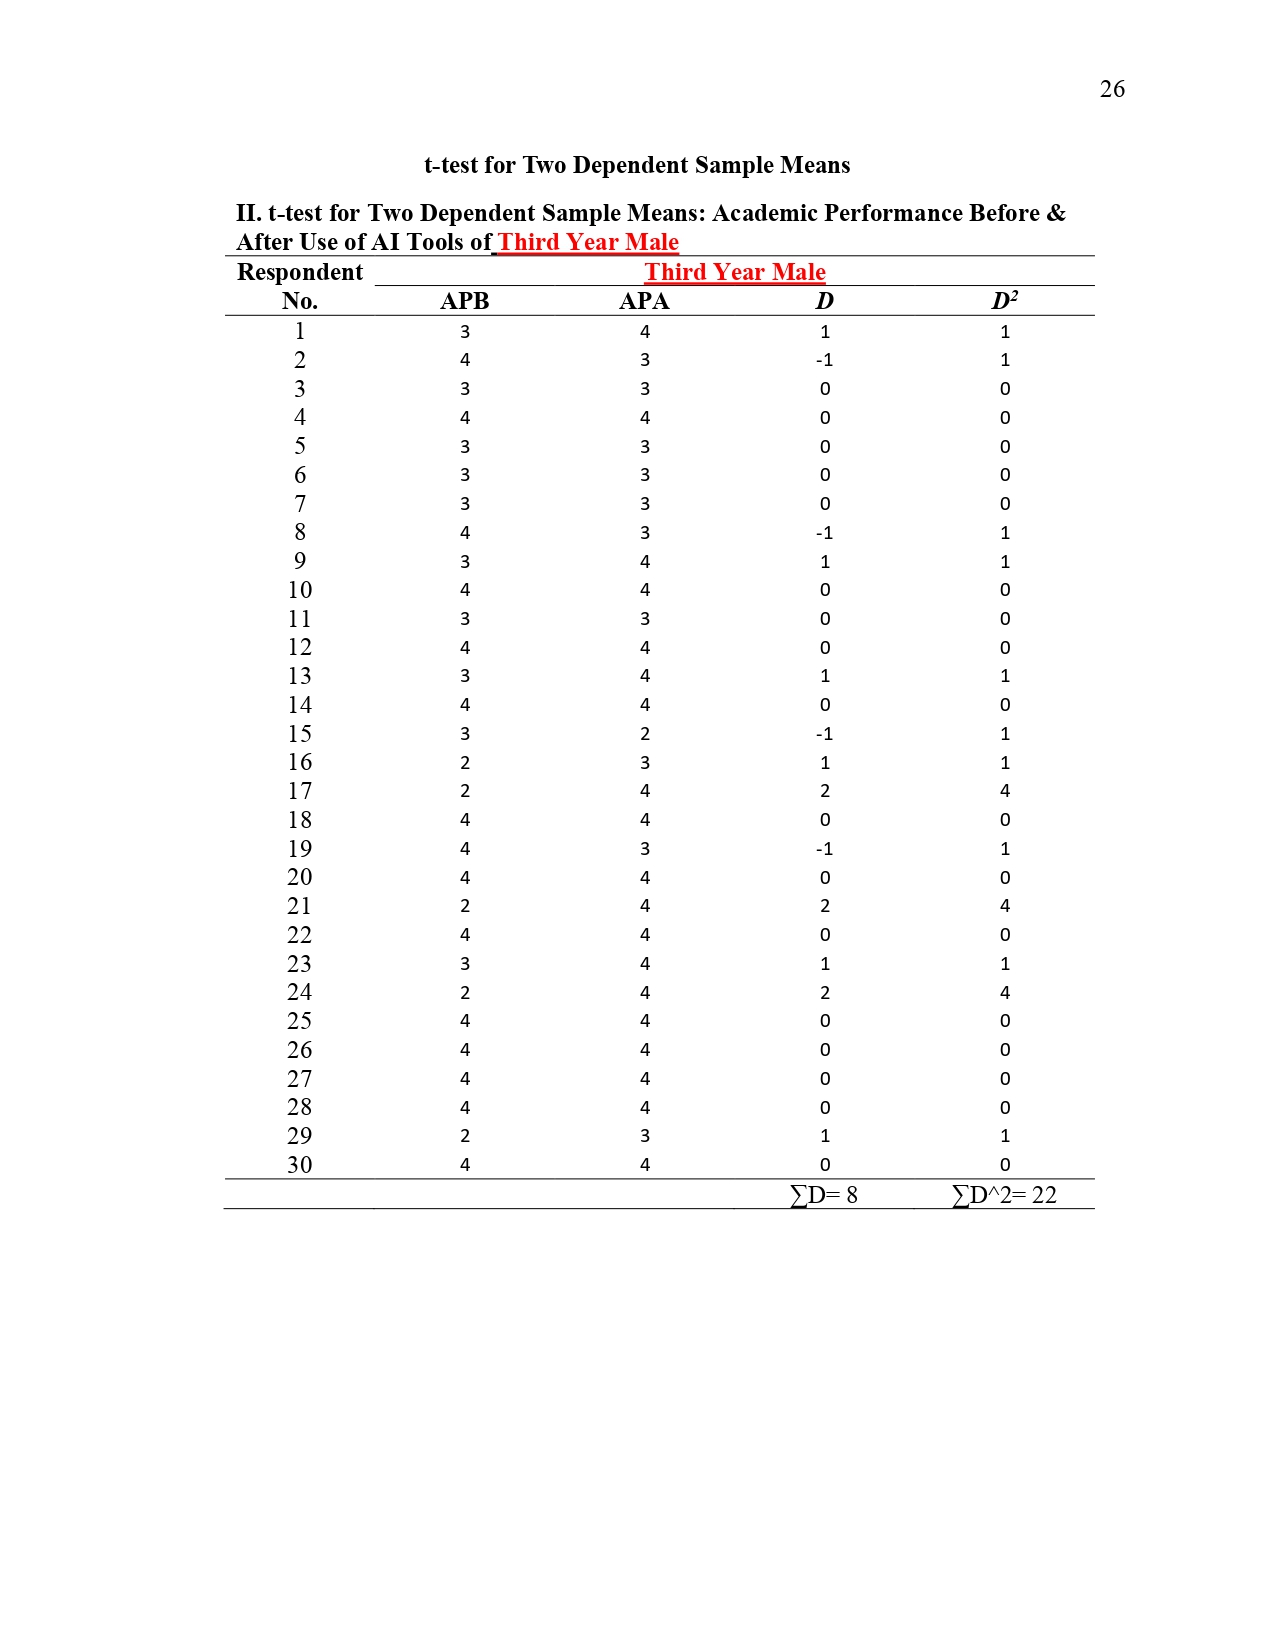 26
t-test for Two Dependent Sample Means
II. t-test for Two Dependent Sample Means: Academic Performance Before &
After Use of AI Tools of Third Year Male
Respondent Third Year Male
No. APB APA D D²
1 3 4 1 1
2 4 3 -1 1
3 3 3 0 0
4 4 4 0 0
5 3 3 0 0
6 3 3 0 0
7 3 3 0 0
8 4 3 -1 1
9 3 4 1 1
10 4 4 0 0
11 3 3 0 0
12 4 4 0 0
13 3 4 1 1
14 4 4 0 0
15 3 2 -1 1
16 2 3 1 1
17 2 4 2 4
18 4 4 0 0
19 4 3 -1 1
20 4 4 0 0
21 2 4 2 4
22 4 4 0 0
23 3 4 1 1
24 2 4 2 4
25 4 4 0 0
26 4 4 0 0
27 4 4 0 0
28 4 4 0 0
29 2 3 1 1
30 4 4 0 0
∑D= 8 ∑D^2= 22